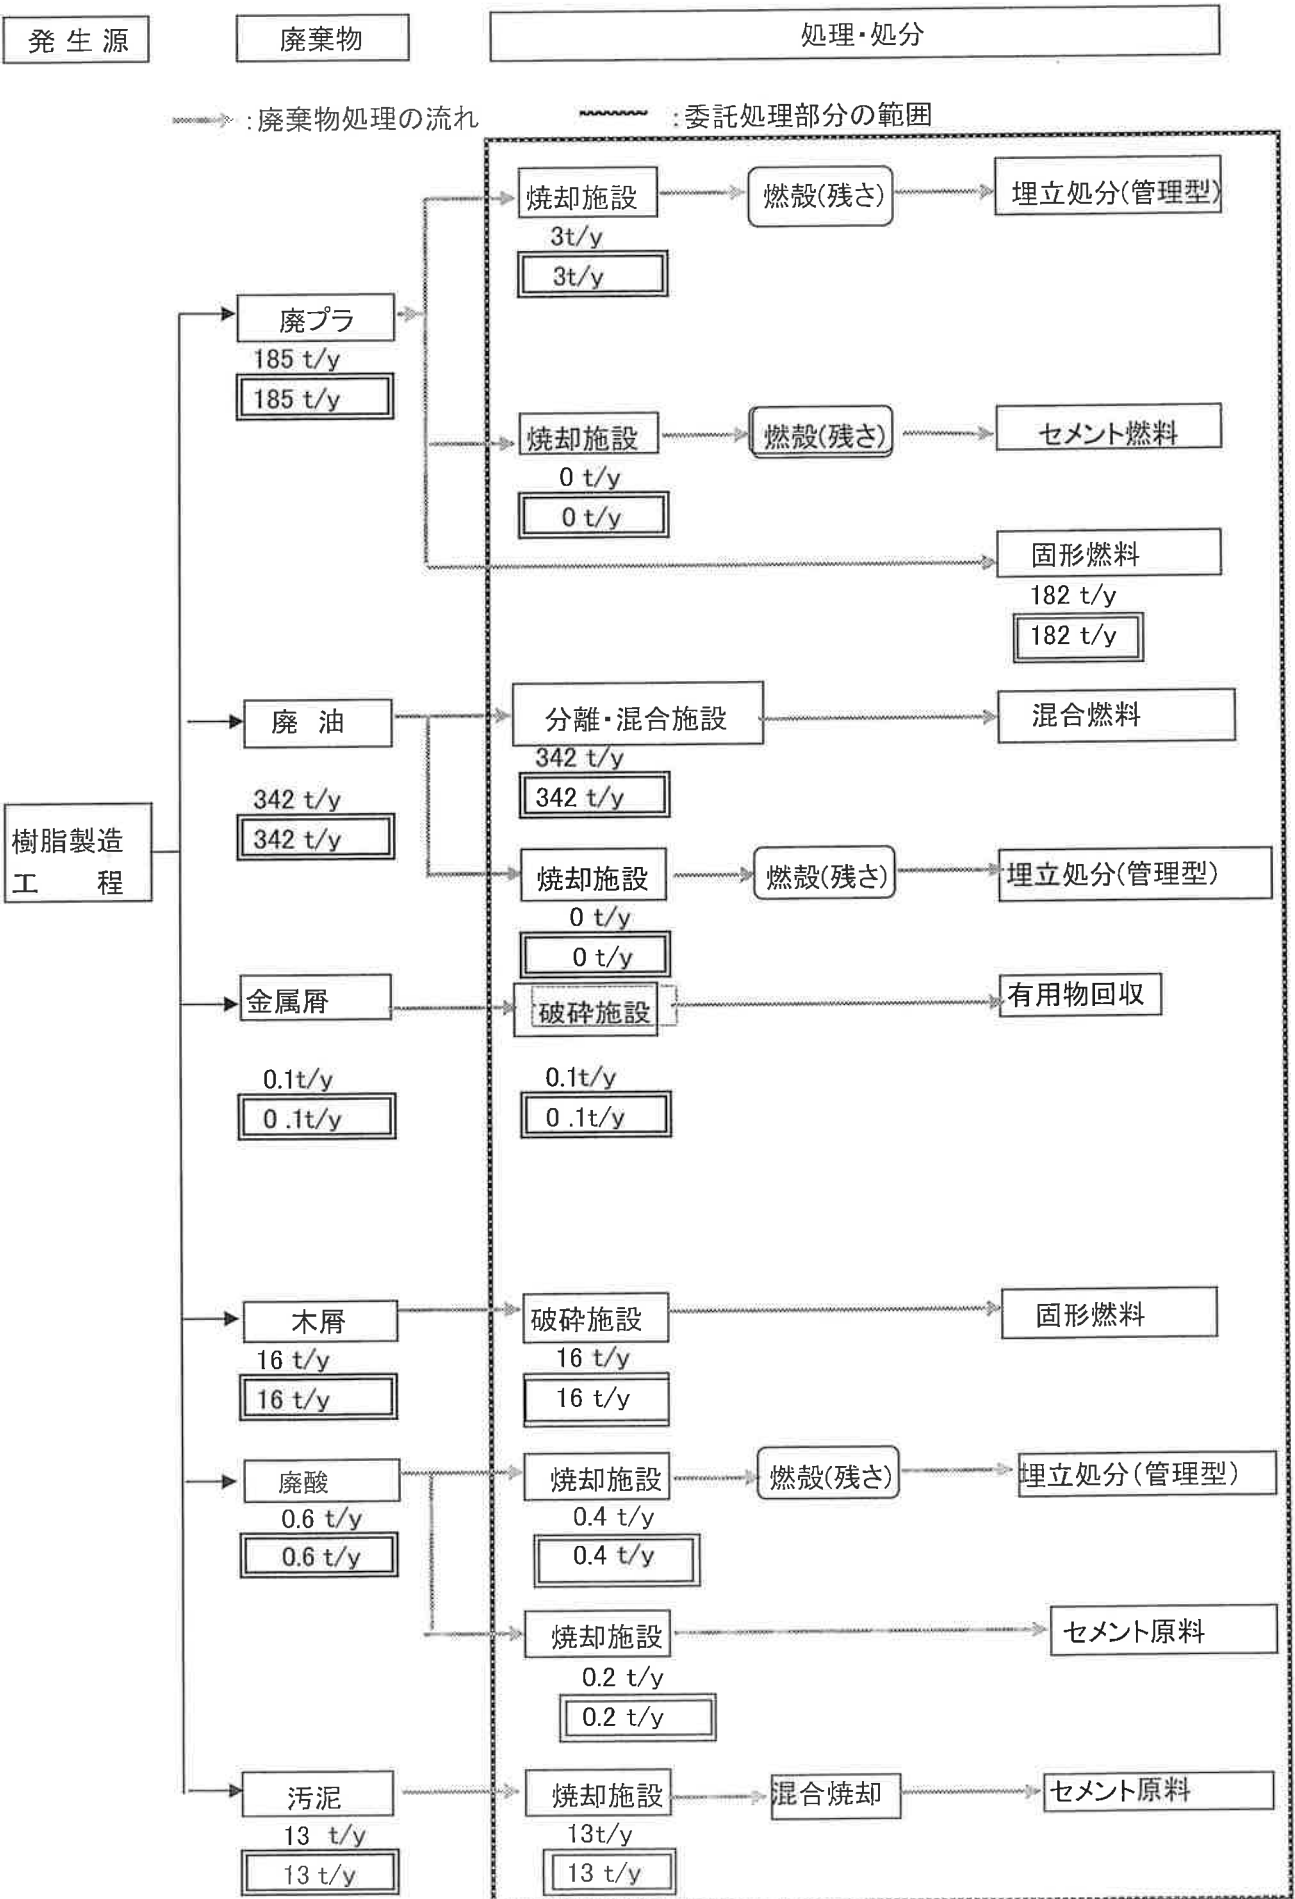 発 生 源
廃棄物
処理・処分
:廃棄物処理の流れ
:委託処理部分の範囲
焼却施設
燃殻(残さ)
埋立処分(管理型)
3t/y
3t/y
廃プラ
185 t/y
185 t/y
焼却施設
燃殻(残さ)
セメント燃料
0 t/y
0 t/y
固形燃料
182 t/y
182 t/y
廃 油
分離・混合施設
混合燃料
342 t/y
342 t/y
342 t/y
342 t/y
樹脂製造
工 程
焼却施設
燃殻(残さ)
埋立処分(管理型)
0 t/y
0 t/y
金属屑
破砕施設
有用物回収
0.1t/y
0.1t/y
0 .1t/y
0 .1t/y
木屑
破砕施設
固形燃料
16 t/y
16 t/y
16 t/y
16 t/y
廃酸
焼却施設
燃殻(残さ)
埋立処分(管理型)
0.6 t/y
0.4 t/y
0.6 t/y
0.4 t/y
焼却施設
セメント原料
0.2 t/y
0.2 t/y
汚泥
焼却施設
混合焼却
セメント原料
13 t/y
13t/y
13 t/y
13 t/y